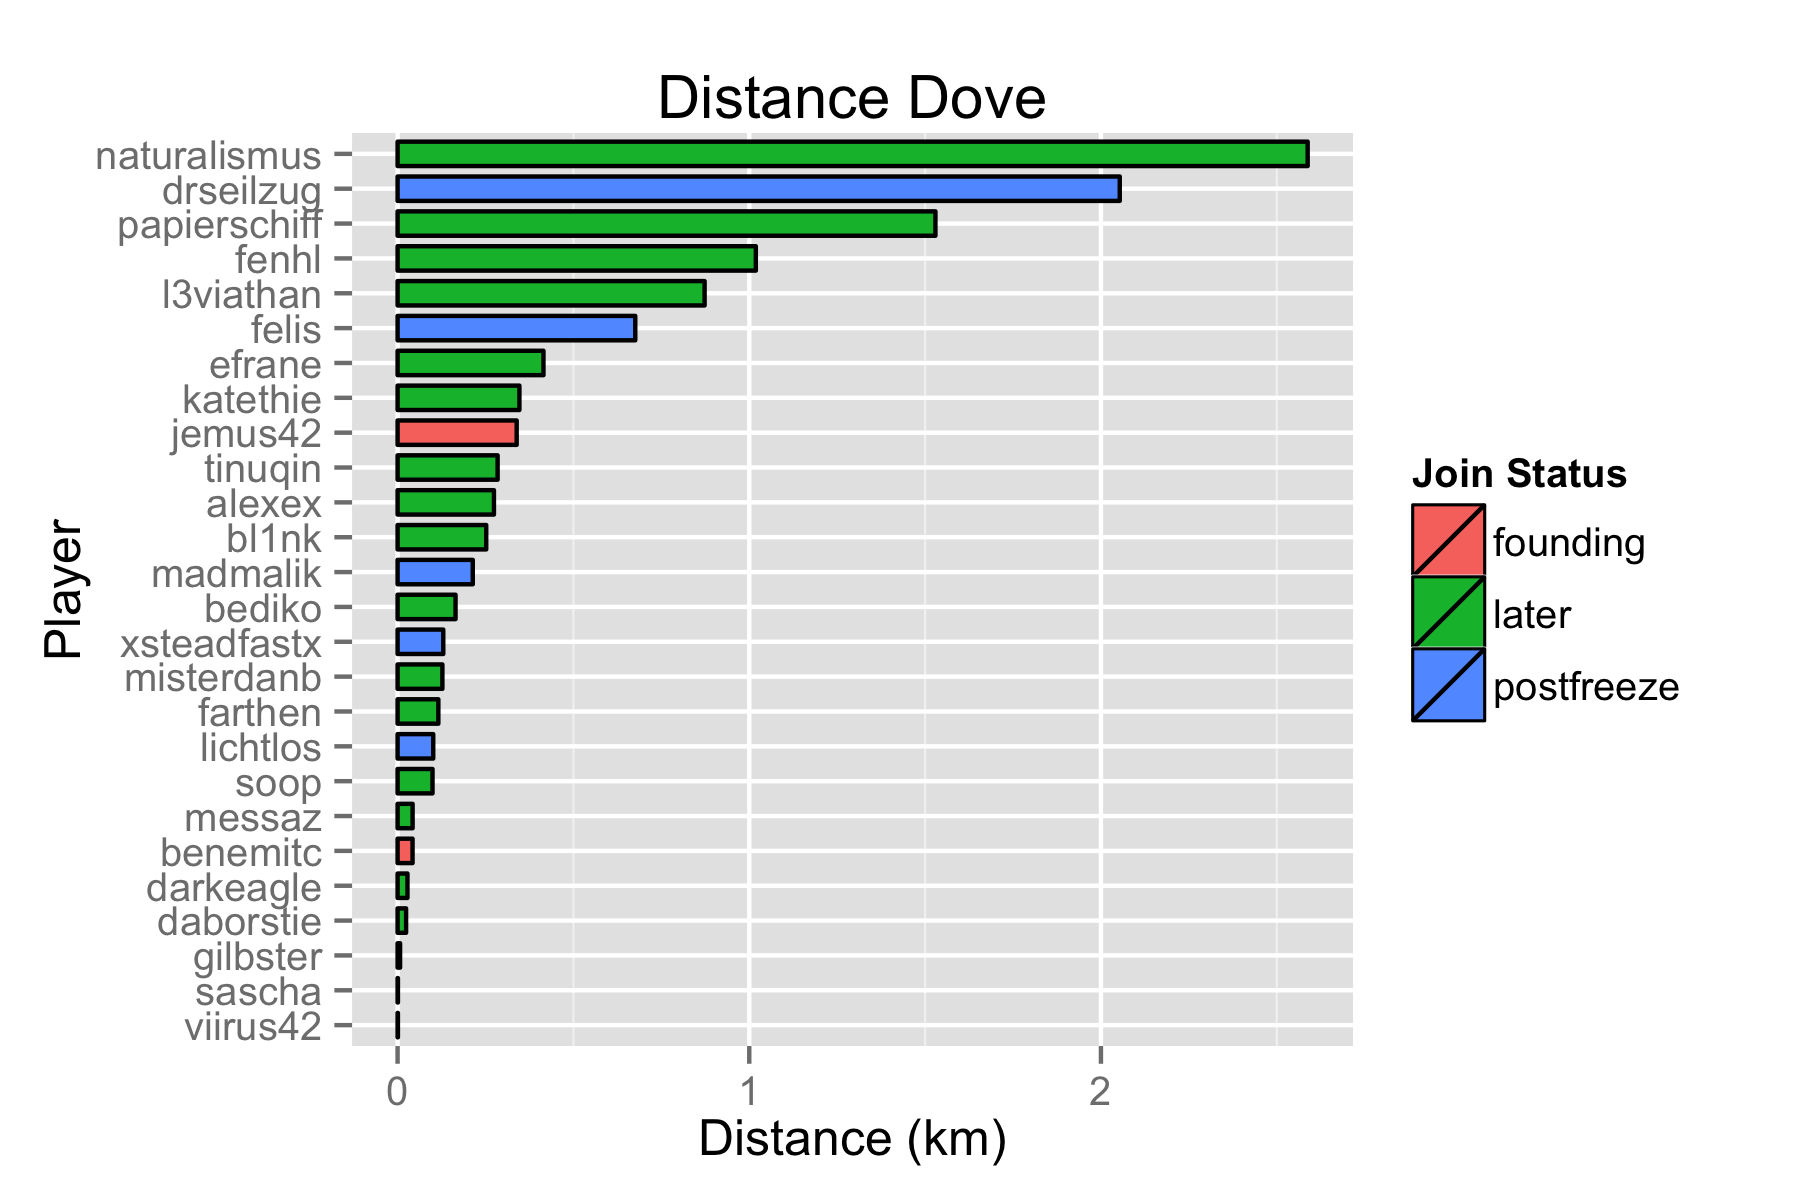 Distance Dove
naturalismus
drseilzug
papierschiff
fenhl
l3viathan
felis
efrane
katethie
jemus42
tinuqin
alexex
bl1nk
madmalik
bediko
xsteadfastx
misterdanb
farthen
lichtlos
soop
messaz
benemitc
darkeagle
daborstie
gilbster
sascha
viirus42
Player
0 1 2
Distance (km)
Join Status
founding
later
postfreeze